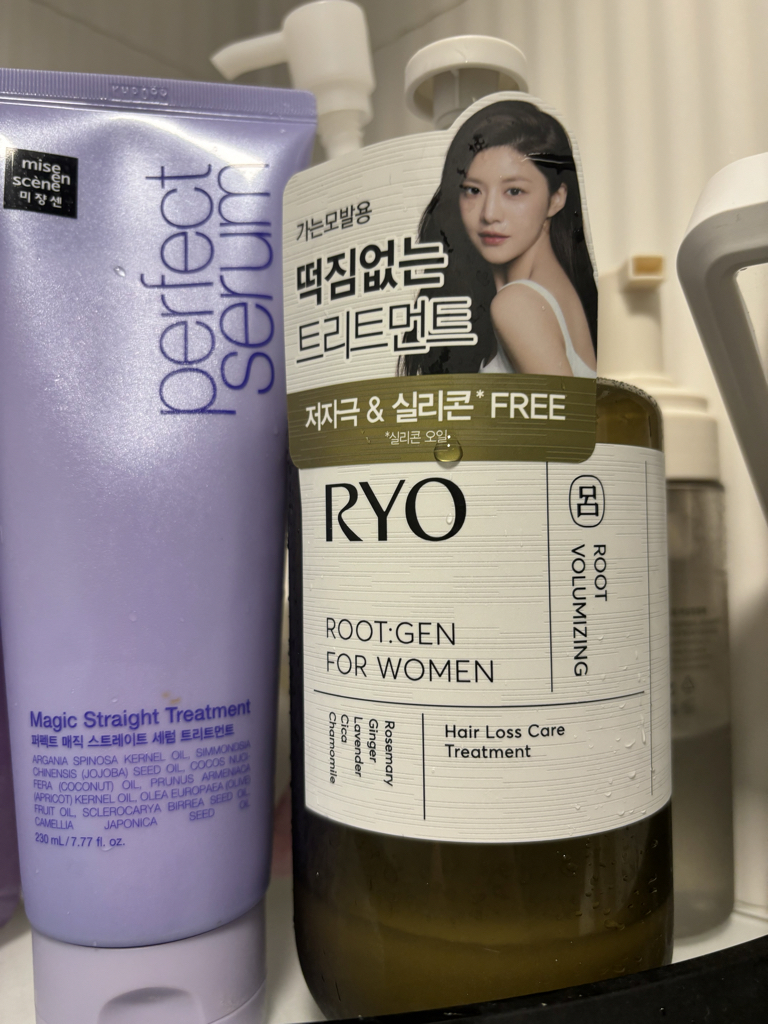 mise
en
scène
미쟝센
perfect
serum
Magic Straight Treatment
퍼펙트 매직 스트레이트 세럼 트리트먼트
ARGANIA SPINOSA KERNEL OIL, SIMMONDSIA
CHINENSIS (JOJOBA) SEED OIL, COCOS NUCI-
FERA (COCONUT) OIL, PRUNUS ARMENIACA
(APRICOT) KERNEL OIL, OLEA EUROPAEA (OLIVE)
FRUIT OIL, SCLEROCARYA BIRREA SEED OIL,
CAMELLIA JAPONICA SEED OIL
230 mL / 7.77 fl. oz.
가는모발용
떡짐없는
트리트먼트
저자극 & 실리콘* FREE
*실리콘 오일
RYO
ROOT
VOLUMIZING
ROOT:GEN
FOR WOMEN
Rosemary
Ginger
Lavender
Cica
Chamomile
Hair Loss Care
Treatment